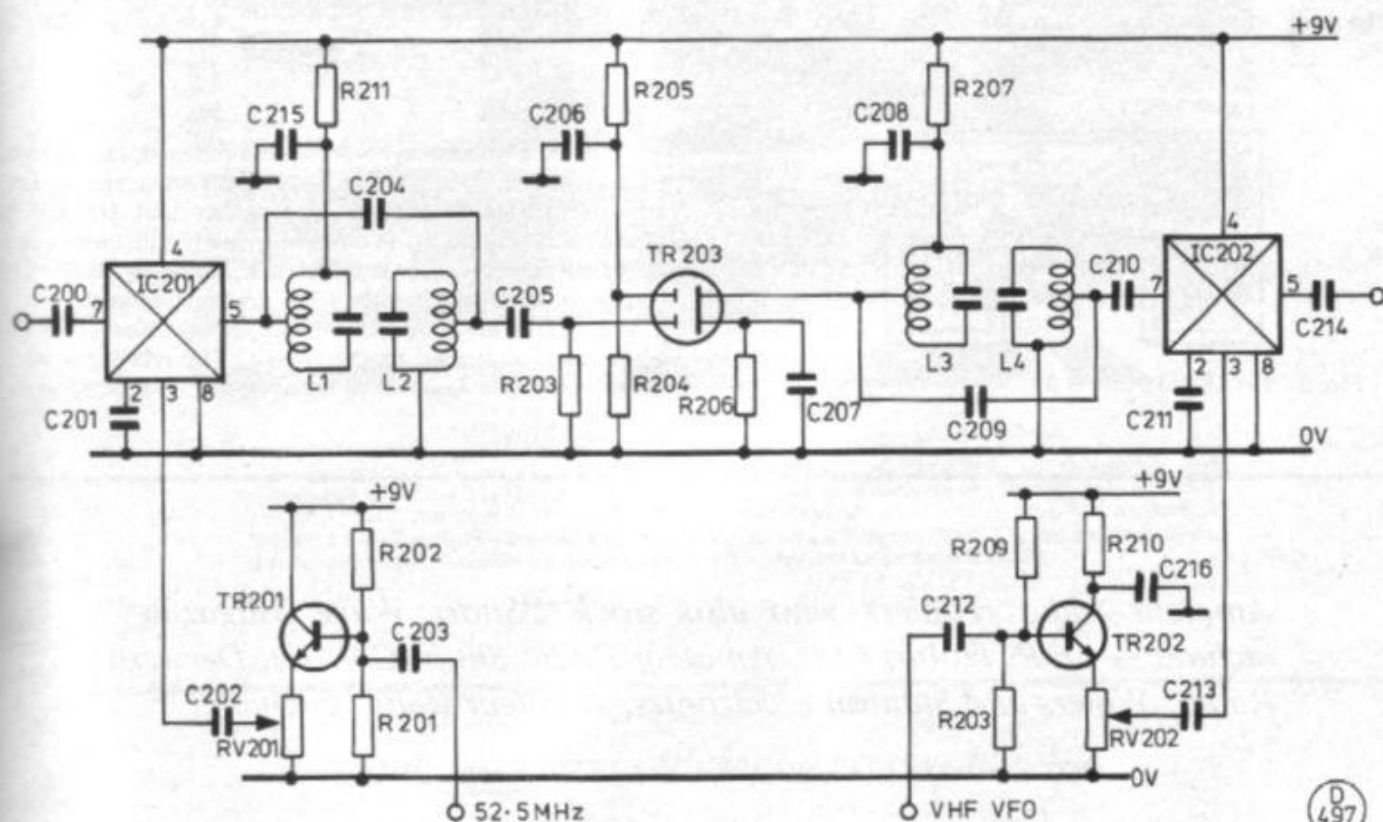 +9V
R211
R205
R207
C215
C206
C208
C204
4
4
TR203
IC201
IC202
C200
7
5
C205
C210
7
5
C214
L1
L2
L3
L4
2
3
8
2
3
8
R203
R204
R206
C207
C209
C201
C211
0V
+9V
+9V
R202
R209
R210
C216
TR201
C203
C212
TR202
C202
RV201
R201
R203
C213
RV202
0V
52·5MHz
VHF VFO
D
497